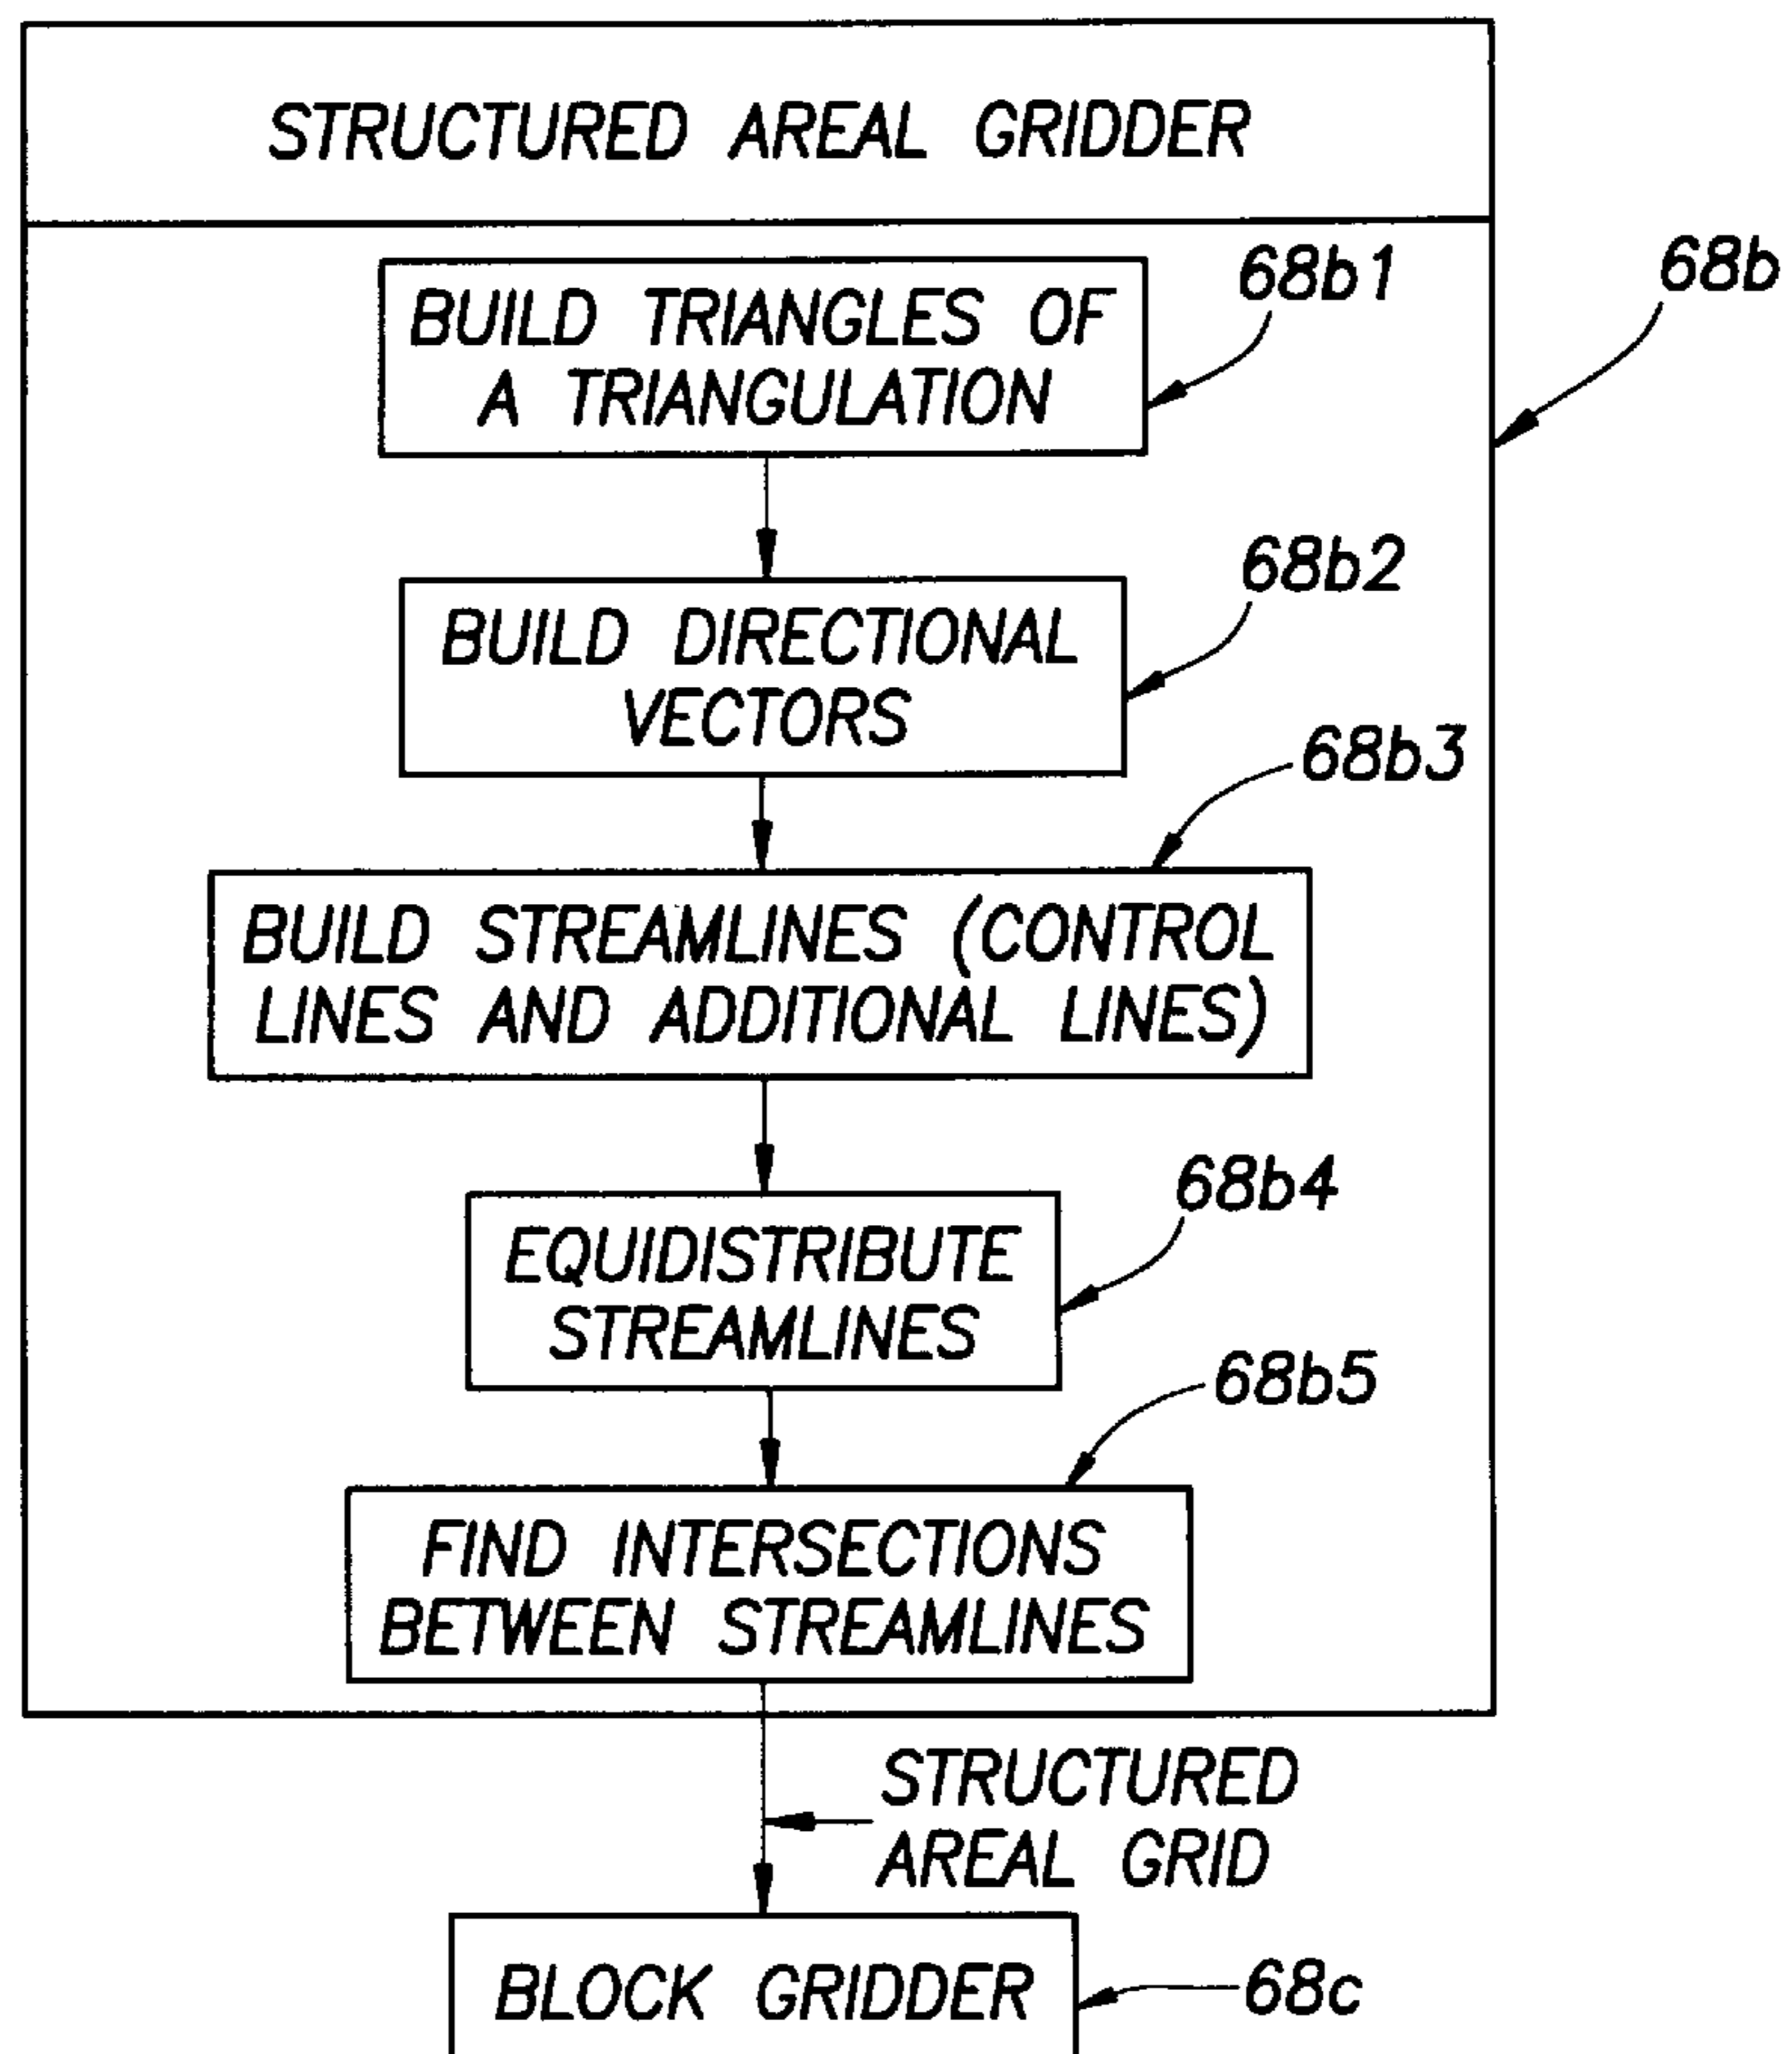 STRUCTURED AREAL GRIDDER
68b1
68b
BUILD TRIANGLES OF
A TRIANGULATION
68b2
BUILD DIRECTIONAL
VECTORS
68b3
BUILD STREAMLINES (CONTROL
LINES AND ADDITIONAL LINES)
68b4
EQUIDISTRIBUTE
STREAMLINES
68b5
FIND INTERSECTIONS
BETWEEN STREAMLINES
STRUCTURED
AREAL GRID
BLOCK GRIDDER
68c